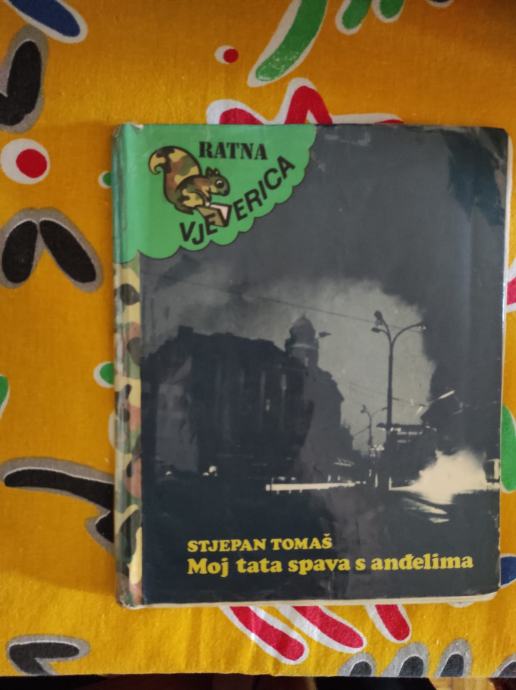 RATNA
VJEVERICA
STJEPAN TOMAŠ
Moj tata spava s anđelima